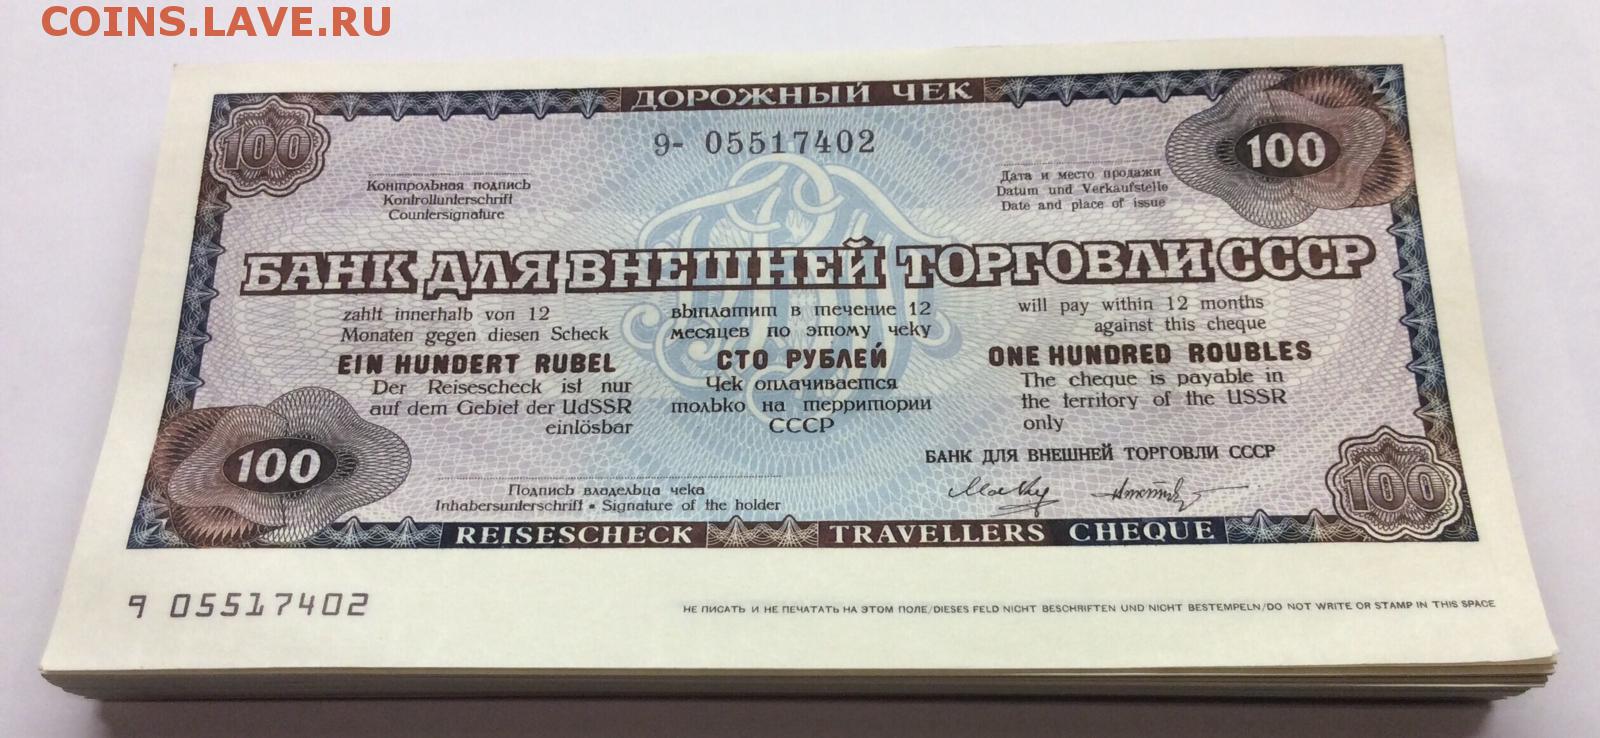 COINS.LAVE.RU
ДОРОЖНЫЙ ЧЕК
100
9- 05517402
100
Контрольная подпись
Kontrollunterschrift
Countersignature
Дата и место продажи
Datum und Verkaufstelle
Date and place of issue
БАНК ДЛЯ ВНЕШНЕЙ ТОРГОВЛИ СССР
zahlt innerhalb von 12
Monaten gegen diesen Scheck
EIN HUNDERT RUBEL
Der Reisescheck ist nur
auf dem Gebiet der UdSSR
einlösbar
выплатит в течение 12
месяцев по этому чеку
СТО РУБЛЕЙ
Чек оплачивается
только на территории
СССР
will pay within 12 months
against this cheque
ONE HUNDRED ROUBLES
The cheque is payable in
the territory of the USSR
only
БАНК ДЛЯ ВНЕШНЕЙ ТОРГОВЛИ СССР
100
100
Подпись владельца чека
Inhabersunterschrift • Signature of the holder
REISESCHECK TRAVELLERS CHEQUE
9 05517402
НЕ ПИСАТЬ И НЕ ПЕЧАТАТЬ НА ЭТОМ ПОЛЕ/DIESES FELD NICHT BESCHRIFTEN UND NICHT BESTEMPELN/DO NOT WRITE OR STAMP IN THIS SPACE